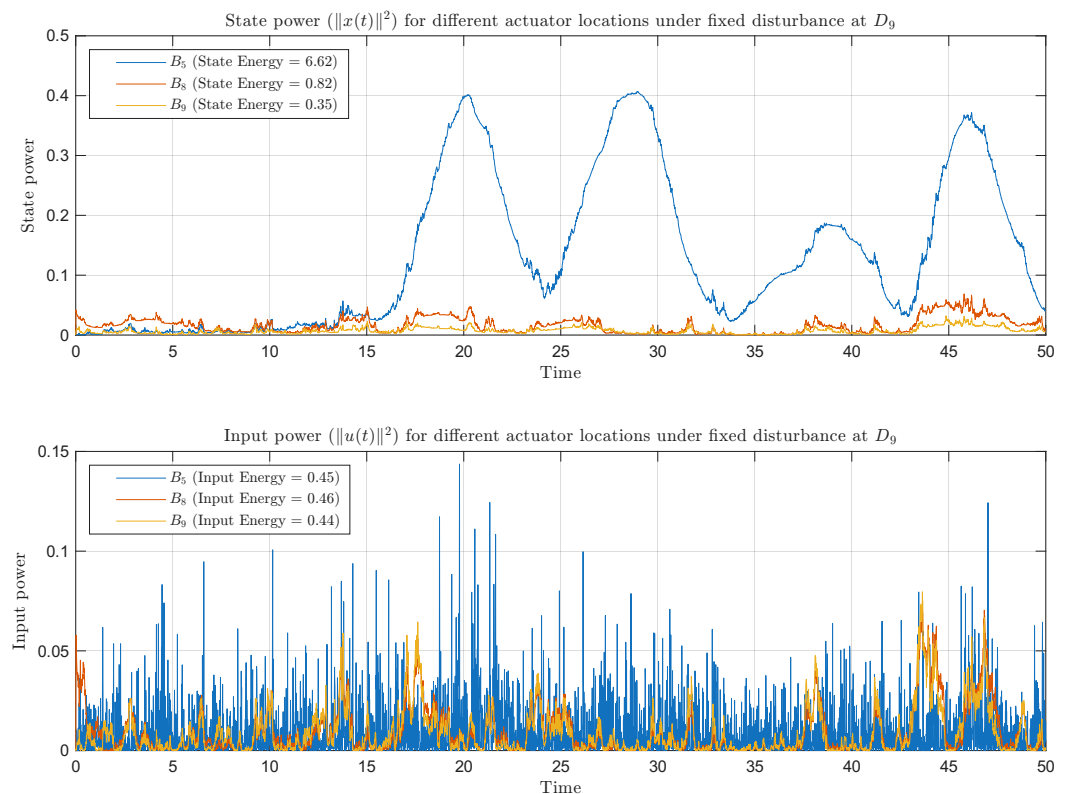 State power (‖x(t)‖²) for different actuator locations under fixed disturbance at D₉
State power
0.5
0.4
0.3
0.2
0.1
0
B₅ (State Energy = 6.62)
B₈ (State Energy = 0.82)
B₉ (State Energy = 0.35)
0 5 10 15 20 25 30 35 40 45 50
Time
Input power (‖u(t)‖²) for different actuator locations under fixed disturbance at D₉
Input power
0.15
0.1
0.05
0
B₅ (Input Energy = 0.45)
B₈ (Input Energy = 0.46)
B₉ (Input Energy = 0.44)
0 5 10 15 20 25 30 35 40 45 50
Time